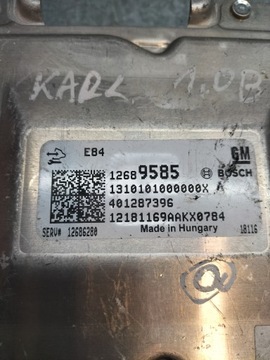 KARL 1.0B
E84
GM
12689585
BOSCH
1310101000000X A
401287396
12181169AAKX0784
Made in Hungary
SERV# 12686280
18116
@